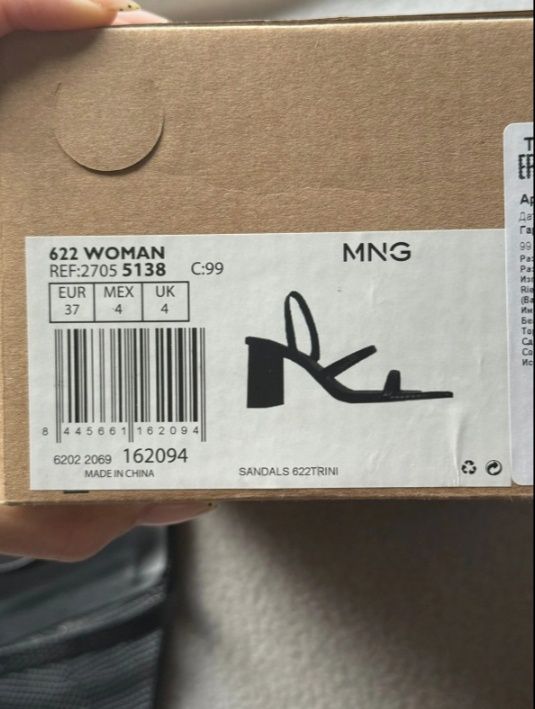 622 WOMAN
REF:2705 5138 C:99
MNG
EUR MEX UK
37 4 4
8 445661 162094
6202 2069 162094
MADE IN CHINA
SANDALS 622TRINI